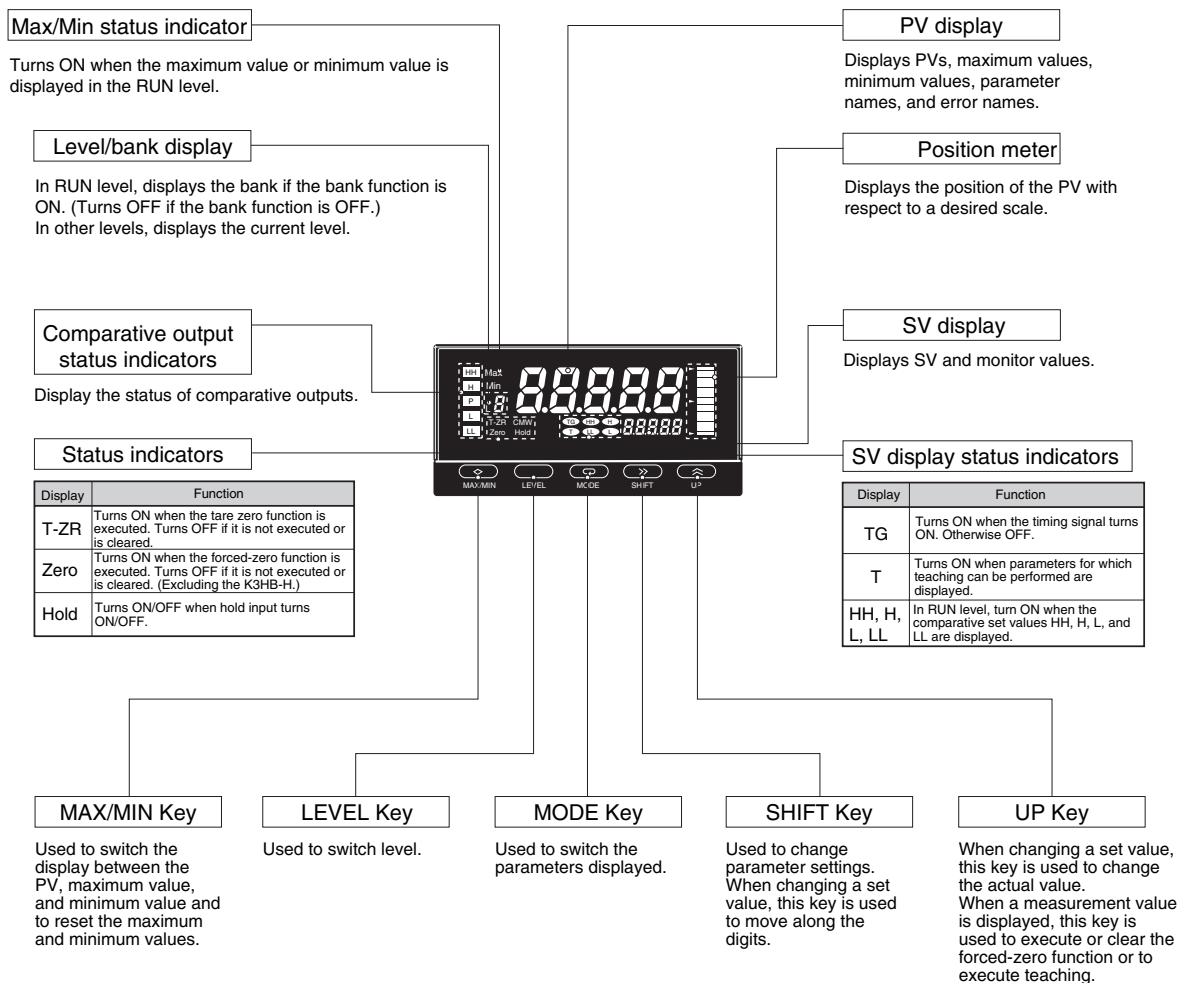 Max/Min status indicator
Turns ON when the maximum value or minimum value is
displayed in the RUN level.
Level/bank display
In RUN level, displays the bank if the bank function is
ON. (Turns OFF if the bank function is OFF.)
In other levels, displays the current level.
Comparative output
status indicators
Display the status of comparative outputs.
Status indicators
Display Function
T-ZR Turns ON when the tare zero function is
executed. Turns OFF if it is not executed or
is cleared.
Zero Turns ON when the forced-zero function is
executed. Turns OFF if it is not executed or
is cleared. (Excluding the K3HB-H.)
Hold Turns ON/OFF when hold input turns
ON/OFF.
PV display
Displays PVs, maximum values,
minimum values, parameter
names, and error names.
Position meter
Displays the position of the PV with
respect to a desired scale.
SV display
Displays SV and monitor values.
SV display status indicators
Display Function
TG Turns ON when the timing signal turns
ON. Otherwise OFF.
T Turns ON when parameters for which
teaching can be performed are
displayed.
HH, H,
L, LL
In RUN level, turn ON when the
comparative set values HH, H, L, and
LL are displayed.
HH Max
H Min
P
L
LL
8.8.8.8.8
T-ZR CMW
Zero Hold
TG HH H
T LL L
8.8.8.8.8
MAX/MIN LEVEL MODE SHIFT UP
MAX/MIN Key
Used to switch the
display between the
PV, maximum value,
and minimum value and
to reset the maximum
and minimum values.
LEVEL Key
Used to switch level.
MODE Key
Used to switch the
parameters displayed.
SHIFT Key
Used to change
parameter settings.
When changing a set
value, this key is used
to move along the
digits.
UP Key
When changing a set value,
this key is used to change
the actual value.
When a measurement value
is displayed, this key is
used to execute or clear the
forced-zero function or to
execute teaching.